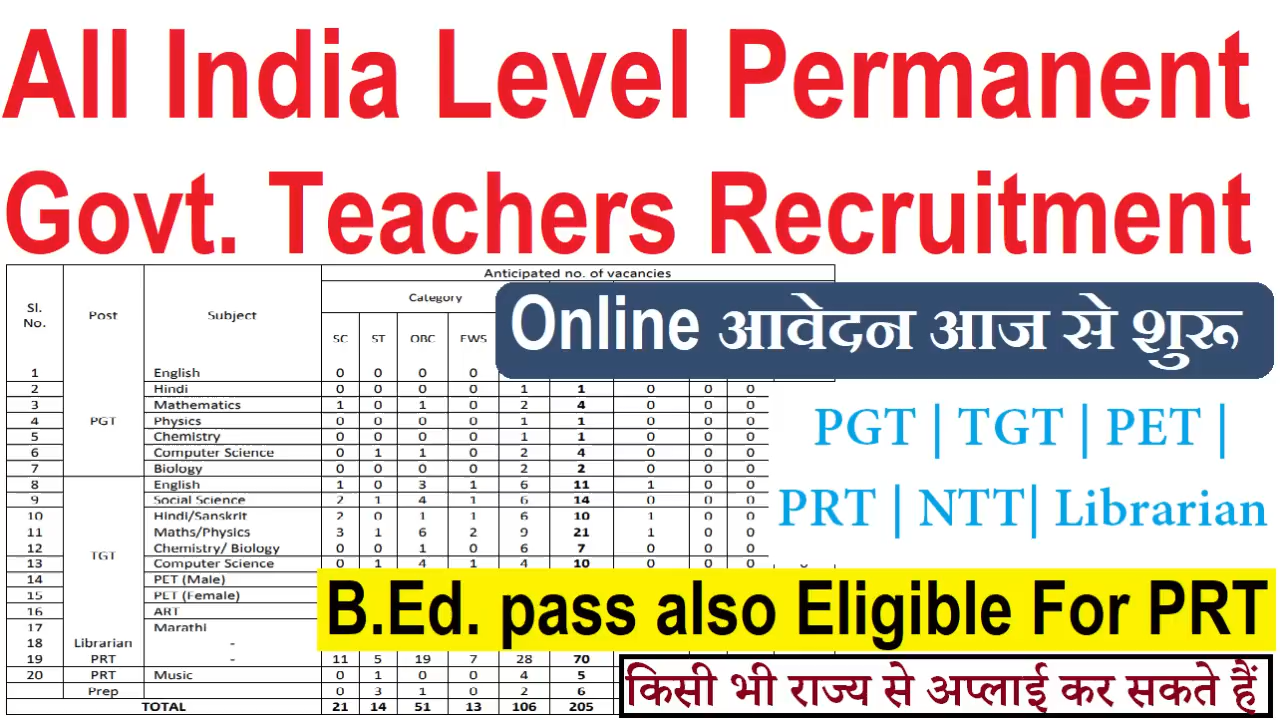 All India Level Permanent
Govt. Teachers Recruitment
Anticipated no. of vacancies
Sl. No. Post Subject Category
SC ST OBC EWS
Online आवेदन आज से शुरू
1 English 0 0 0 0
2 Hindi 0 0 0 0 1 1 0 0 0
3 Mathematics 1 0 1 0 2 4 0 0 0
4 PGT Physics 0 0 0 0 1 1 0 0 0
5 Chemistry 0 0 0 0 1 1 0 0 0
6 Computer Science 0 1 1 0 2 4 0 0 0
7 Biology 0 0 0 0 2 2 0 0 0
PGT | TGT | PET |
PRT | NTT| Librarian
8 English 1 0 3 1 6 11 1 0 0
9 Social Science 2 1 4 1 6 14 0 0 0
10 Hindi/Sanskrit 2 0 1 1 6 10 1 0 0
11 Maths/Physics 3 1 6 2 9 21 1 0 0
12 TGT Chemistry/ Biology 0 0 1 0 6 7 0 0 0
13 Computer Science 0 1 4 1 4 10 0 0 0
14 PET (Male)
15 PET (Female)
16 ART
17 Marathi
18 Librarian -
B.Ed. pass also Eligible For PRT
19 PRT - 11 5 19 7 28 70
20 PRT Music 0 1 0 0 4 5
Prep 0 3 1 0 2 6
TOTAL 21 14 51 13 106 205
किसी भी राज्य से अप्लाई कर सकते हैं